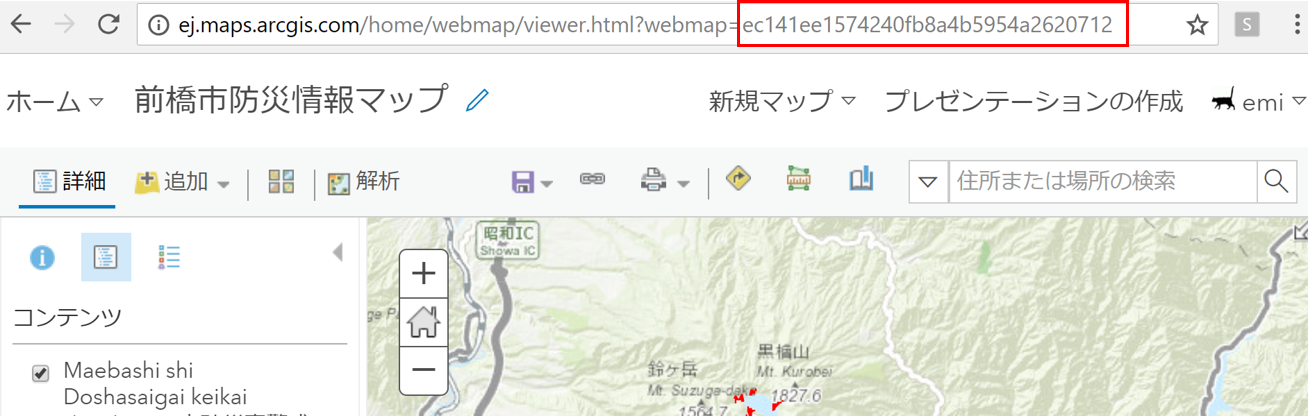 ej.maps.arcgis.com/home/webmap/viewer.html?webmap=ec141ee1574240fb8a4b5954a2620712
S
ホーム 前橋市防災情報マップ 新規マップ プレゼンテーションの作成 emi
詳細 追加 解析 住所または場所の検索
コンテンツ
Maebashi shi
Doshasaigai keikai
昭和IC
Showa IC
ge Pa
鈴ヶ岳
Mt. Suzuga-dake
1564.7
黒檜山
Mt. Kurobei
1827.6